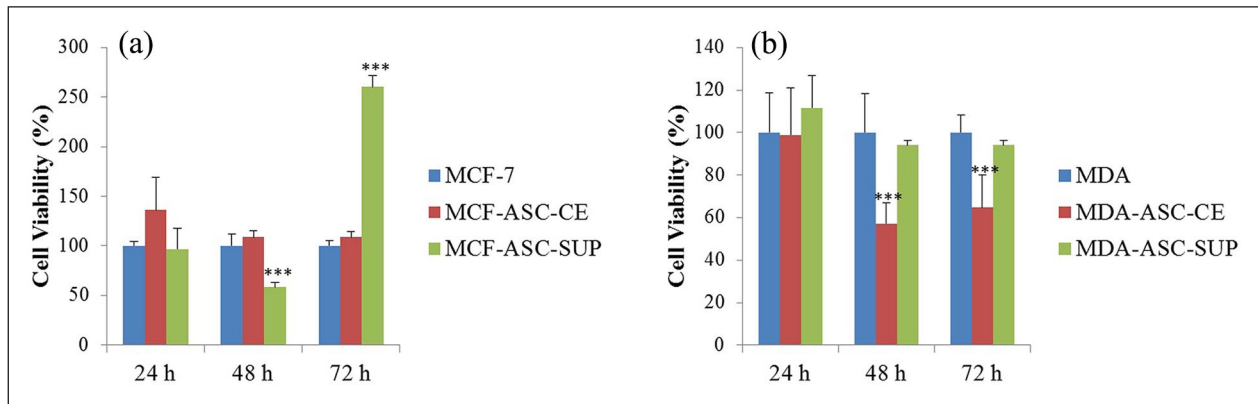 (a)
Cell Viability (%)
300
250
200
150
100
50
0
***
***
24 h 48 h 72 h
MCF-7
MCF-ASC-CE
MCF-ASC-SUP
(b)
Cell Viability (%)
140
120
100
80
60
40
20
0
***
***
24 h 48 h 72 h
MDA
MDA-ASC-CE
MDA-ASC-SUP